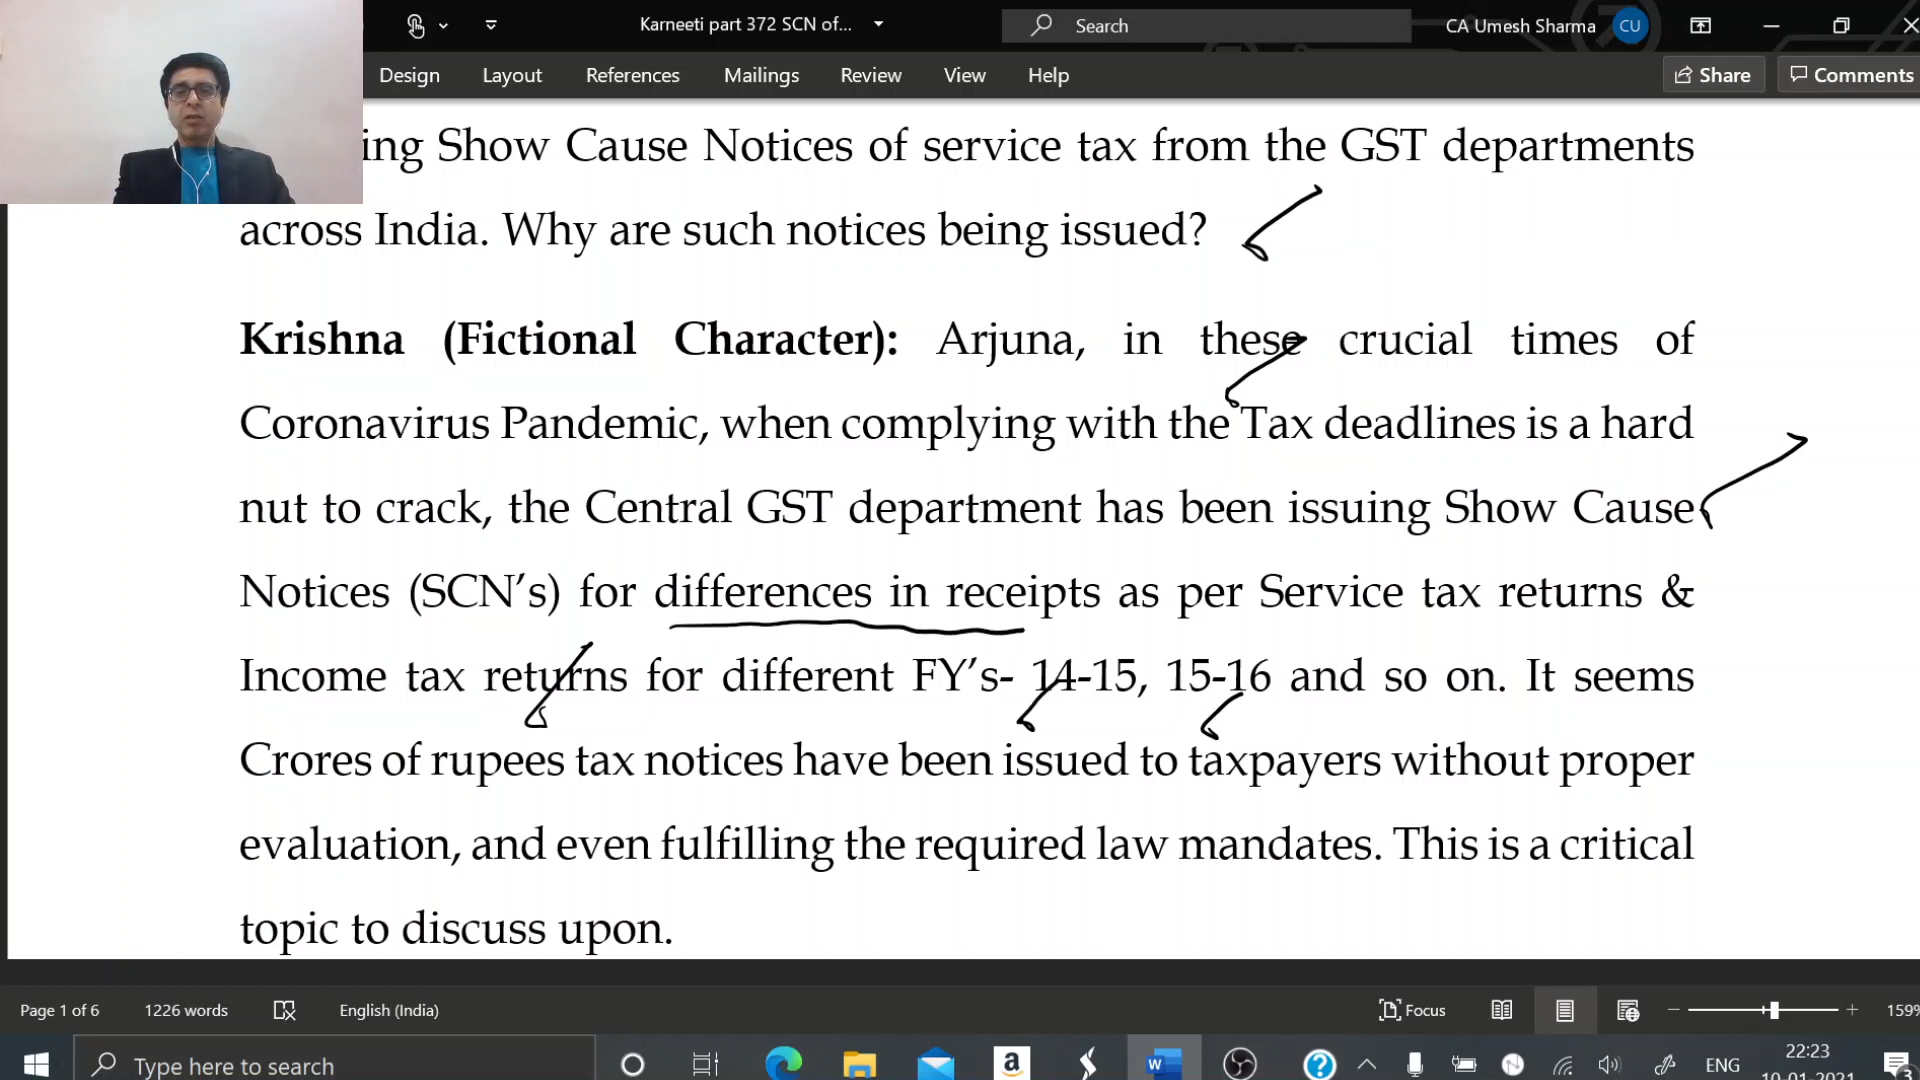 Karneeti part 372 SCN of...
Search
CA Umesh Sharma
CU
Design Layout References Mailings Review View Help
Share
Comments
ing Show Cause Notices of service tax from the GST departments
across India. Why are such notices being issued?
Krishna (Fictional Character): Arjuna, in these crucial times of
Coronavirus Pandemic, when complying with the Tax deadlines is a hard
nut to crack, the Central GST department has been issuing Show Cause
Notices (SCN’s) for differences in receipts as per Service tax returns &
Income tax returns for different FY’s- 14-15, 15-16 and so on. It seems
Crores of rupees tax notices have been issued to taxpayers without proper
evaluation, and even fulfilling the required law mandates. This is a critical
topic to discuss upon.
Page 1 of 6 1226 words English (India) Focus 159%
Type here to search
a
W
?
ENG
22:23
10-01-2021
3